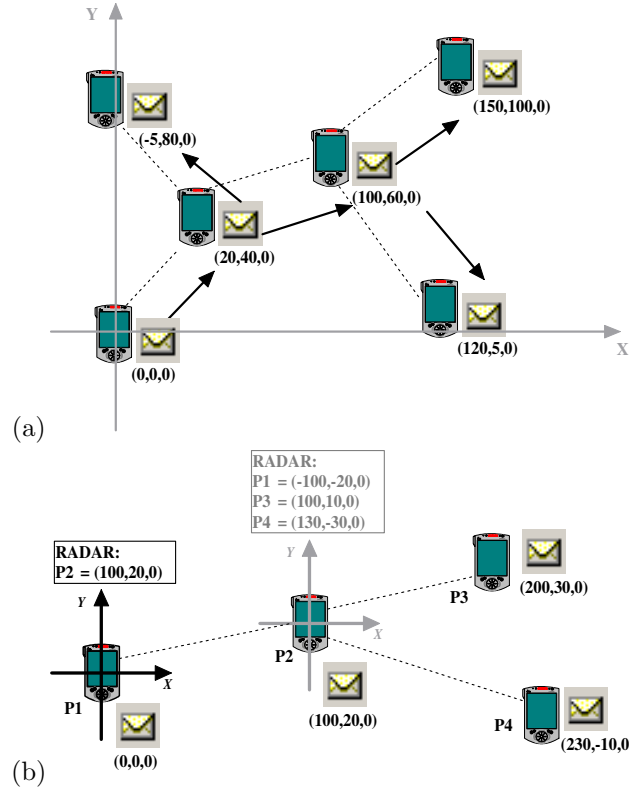 Y
(-5,80,0)
(150,100,0)
(100,60,0)
(20,40,0)
(0,0,0)
(120,5,0)
X
(a)
RADAR:
P1 = (-100,-20,0)
P3 = (100,10,0)
P4 = (130,-30,0)
RADAR:
P2 = (100,20,0)
Y
Y
X
X
P1
P2
P3
P4
(200,30,0)
(100,20,0)
(230,-10,0
(0,0,0)
(b)